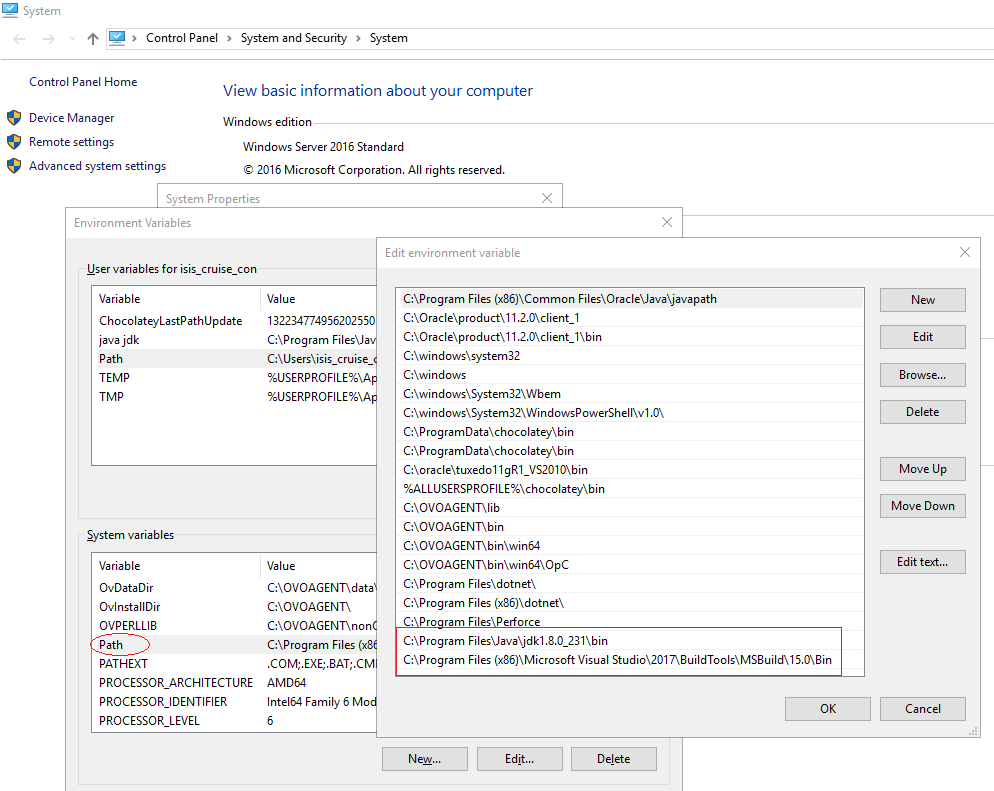 System
Control Panel > System and Security > System
Control Panel Home
Device Manager
Remote settings
Advanced system settings
View basic information about your computer
Windows edition
Windows Server 2016 Standard
© 2016 Microsoft Corporation. All rights reserved.
System Properties
Environment Variables
User variables for isis_cruise_con
Variable Value
ChocolateyLastPathUpdate 132234774956202550
java jdk C:\Program Files\Java
Path C:\Users\isis_cruise_c
TEMP %USERPROFILE%\Ap
TMP %USERPROFILE%\Ap
System variables
Variable Value
OvDataDir C:\OVOAGENT\data\
OvInstallDir C:\OVOAGENT\
OVPERLLIB C:\OVOAGENT\nonC
Path C:\Program Files (x86
PATHEXT .COM;.EXE;.BAT;.CM
PROCESSOR_ARCHITECTURE AMD64
PROCESSOR_IDENTIFIER Intel64 Family 6 Mod
PROCESSOR_LEVEL 6
New... Edit... Delete
Edit environment variable
C:\Program Files (x86)\Common Files\Oracle\Java\javapath
C:\Oracle\product\11.2.0\client_1
C:\Oracle\product\11.2.0\client_1\bin
C:\windows\system32
C:\windows
C:\windows\System32\Wbem
C:\windows\System32\WindowsPowerShell\v1.0\
C:\ProgramData\chocolatey\bin
C:\ProgramData\chocolatey\bin
C:\oracle\tuxedo11gR1_VS2010\bin
%ALLUSERSPROFILE%\chocolatey\bin
C:\OVOAGENT\lib
C:\OVOAGENT\bin
C:\OVOAGENT\bin\win64
C:\OVOAGENT\bin\win64\OpC
C:\Program Files\dotnet\
C:\Program Files (x86)\dotnet\
C:\Program Files\Perforce
C:\Program Files\Java\jdk1.8.0_231\bin
C:\Program Files (x86)\Microsoft Visual Studio\2017\BuildTools\MSBuild\15.0\Bin
New
Edit
Browse...
Delete
Move Up
Move Down
Edit text...
OK Cancel